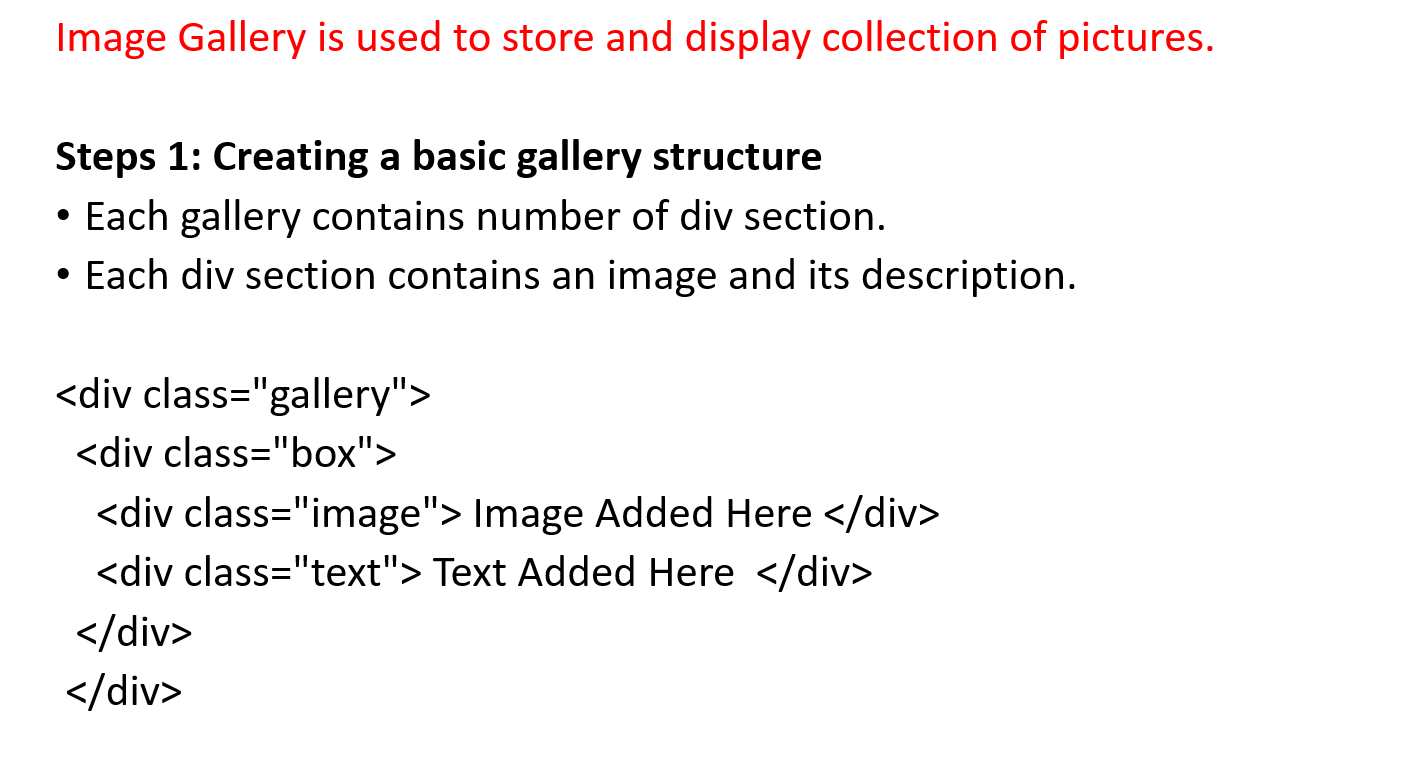 Image Gallery is used to store and display collection of pictures.
Steps 1: Creating a basic gallery structure
• Each gallery contains number of div section.
• Each div section contains an image and its description.
<div class="gallery">
<div class="box">
<div class="image"> Image Added Here </div>
<div class="text"> Text Added Here </div>
</div>
</div>